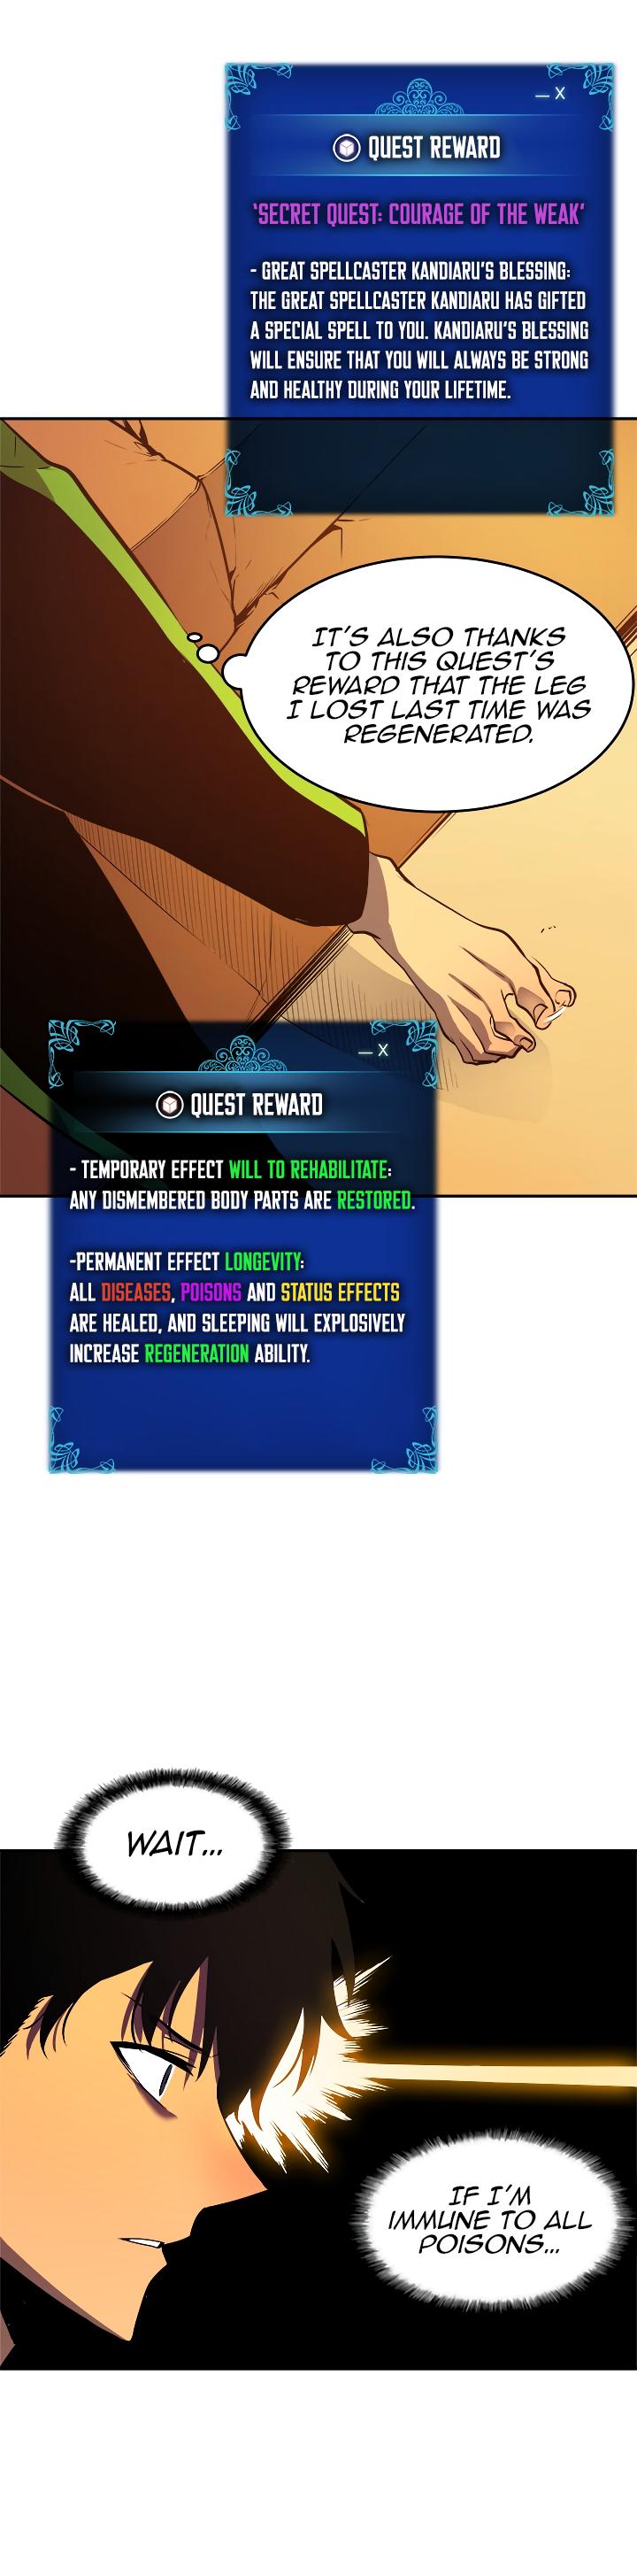 — X
QUEST REWARD
'SECRET QUEST: COURAGE OF THE WEAK'
- GREAT SPELLCASTER KANDIARU'S BLESSING:
THE GREAT SPELLCASTER KANDIARU HAS GIFTED
A SPECIAL SPELL TO YOU. KANDIARU'S BLESSING
WILL ENSURE THAT YOU WILL ALWAYS BE STRONG
AND HEALTHY DURING YOUR LIFETIME.
IT'S ALSO THANKS
TO THIS QUEST'S
REWARD THAT THE LEG
I LOST LAST TIME WAS
REGENERATED.
— X
QUEST REWARD
- TEMPORARY EFFECT WILL TO REHABILITATE:
ANY DISMEMBERED BODY PARTS ARE RESTORED.
-PERMANENT EFFECT LONGEVITY:
ALL DISEASES, POISONS AND STATUS EFFECTS
ARE HEALED, AND SLEEPING WILL EXPLOSIVELY
INCREASE REGENERATION ABILITY.
WAIT...
IF I'M
IMMUNE TO ALL
POISONS...